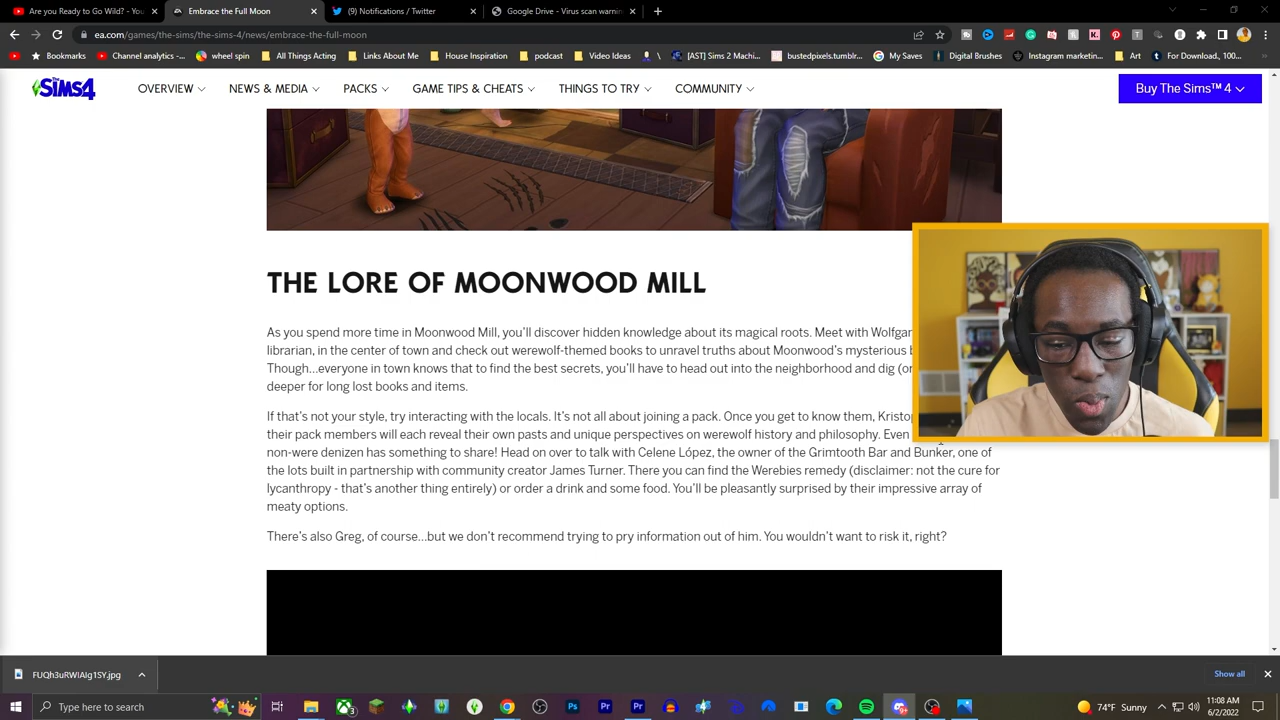 Are you Ready to Go Wild? - You
Embrace the Full Moon
(9) Notifications / Twitter
Google Drive - Virus scan warnin
ea.com/games/the-sims/the-sims-4/news/embrace-the-full-moon
Bookmarks
Channel analytics -...
wheel spin
All Things Acting
Links About Me
House Inspiration
podcast
Video Ideas
[AST] Sims 2 Machin...
bustedpixels.tumblr...
My Saves
Digital Brushes
Instagram marketin...
Art
For Download,, 100...
The Sims 4
OVERVIEW
NEWS & MEDIA
PACKS
GAME TIPS & CHEATS
THINGS TO TRY
COMMUNITY
Buy The Sims™ 4
THE LORE OF MOONWOOD MILL
As you spend more time in Moonwood Mill, you'll discover hidden knowledge about its magical roots. Meet with Wolfgan
librarian, in the center of town and check out werewolf-themed books to unravel truths about Moonwood's mysterious
Though...everyone in town knows that to find the best secrets, you'll have to head out into the neighborhood and dig (or
deeper for long lost books and items.
If that's not your style, try interacting with the locals. It's not all about joining a pack. Once you get to know them, Kristop
their pack members will each reveal their own pasts and unique perspectives on werewolf history and philosophy. Even
non-were denizen has something to share! Head on over to talk with Celene López, the owner of the Grimtooth Bar and Bunker, one of
the lots built in partnership with community creator James Turner. There you can find the Werebies remedy (disclaimer: not the cure for
lycanthropy - that's another thing entirely) or order a drink and some food. You'll be pleasantly surprised by their impressive array of
meaty options.
There's also Greg, of course...but we don't recommend trying to pry information out of him. You wouldn't want to risk it, right?
FUQh3uRWIAIg1SY.jpg
Show all
Type here to search
74°F Sunny
11:08 AM
6/2/2022